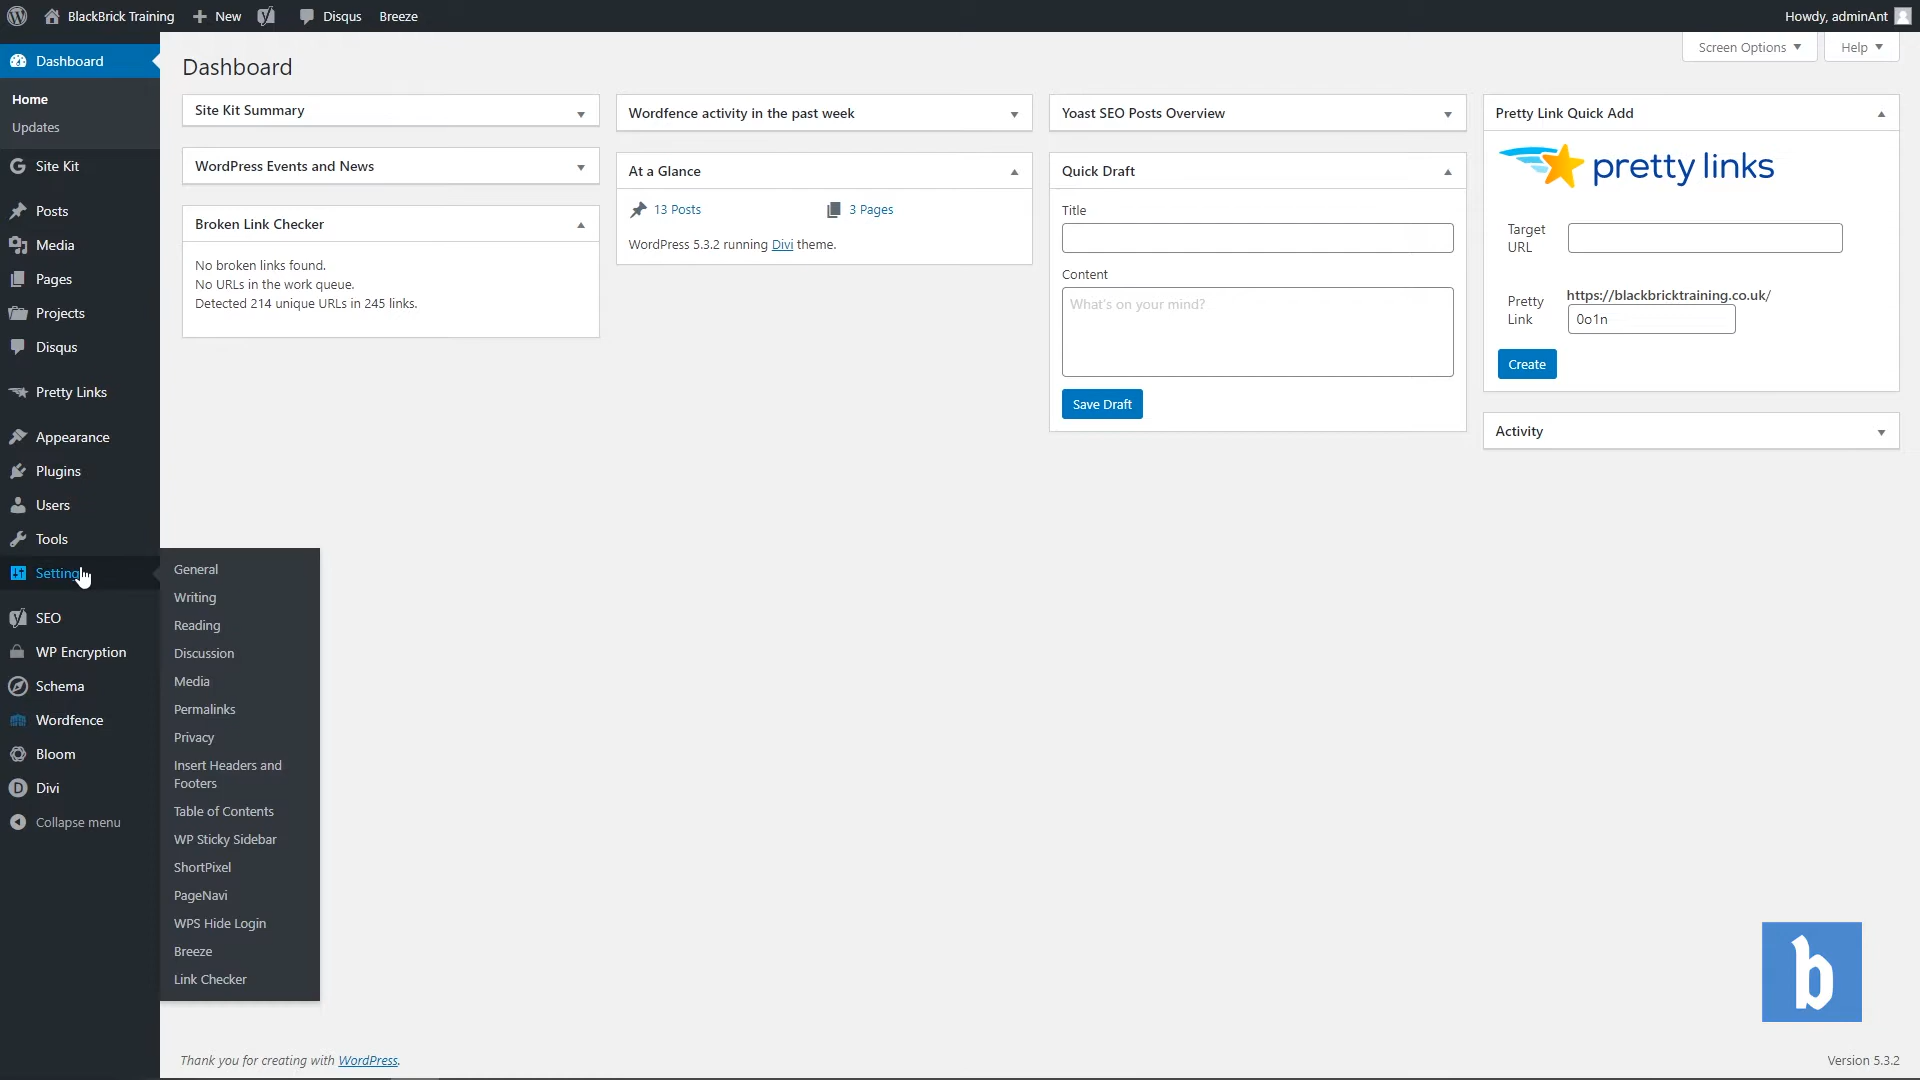 BlackBrick Training
New
Disqus
Breeze
Howdy, adminAnt
Dashboard
Home
Updates
Site Kit
Posts
Media
Pages
Projects
Disqus
Pretty Links
Appearance
Plugins
Users
Tools
Setting
SEO
WP Encryption
Schema
Wordfence
Bloom
Divi
Collapse menu
General
Writing
Reading
Discussion
Media
Permalinks
Privacy
Insert Headers and
Footers
Table of Contents
WP Sticky Sidebar
ShortPixel
PageNavi
WPS Hide Login
Breeze
Link Checker
Screen Options
Help
Dashboard
Site Kit Summary
WordPress Events and News
Broken Link Checker
No broken links found.
No URLs in the work queue.
Detected 214 unique URLs in 245 links.
Wordfence activity in the past week
At a Glance
13 Posts
3 Pages
WordPress 5.3.2 running Divi theme.
Yoast SEO Posts Overview
Quick Draft
Title
Content
What's on your mind?
Save Draft
Pretty Link Quick Add
pretty links
Target
URL
Pretty
Link
https://blackbricktraining.co.uk/
0o1n
Create
Activity
b
Thank you for creating with WordPress.
Version 5.3.2